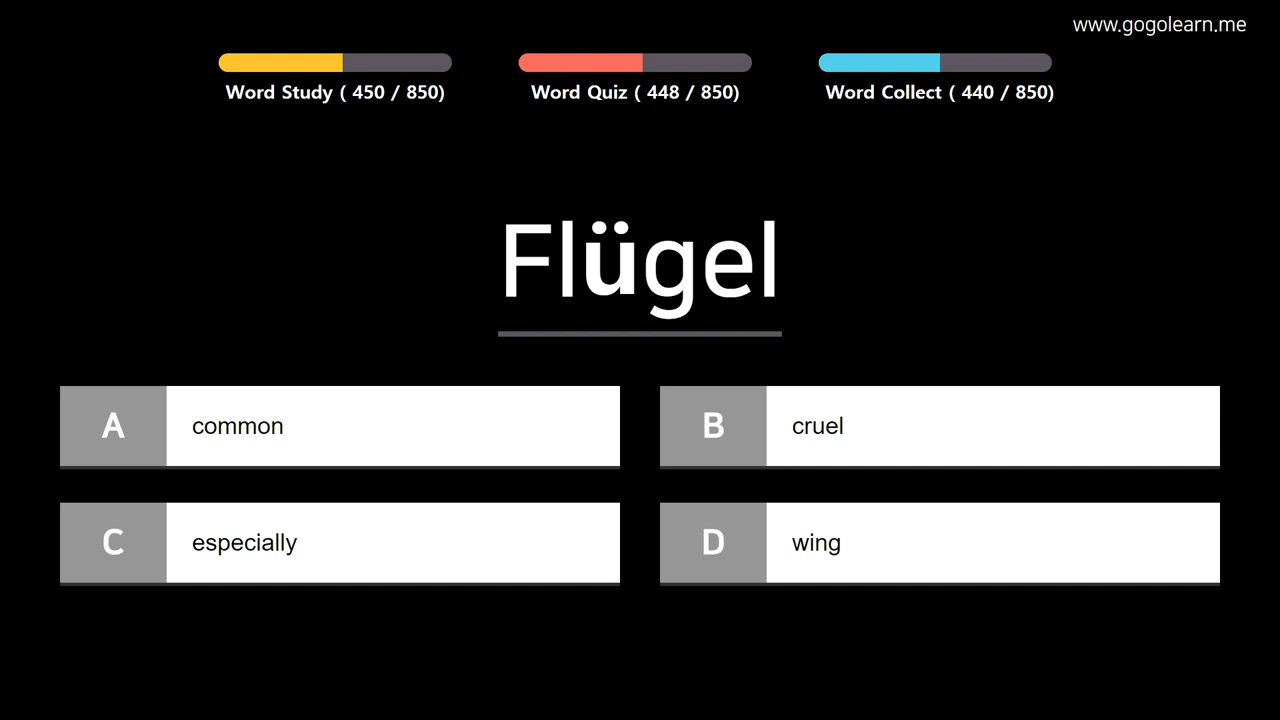 www.gogolearn.me
Word Study ( 450 / 850)
Word Quiz ( 448 / 850)
Word Collect ( 440 / 850)
Flügel
A common
B cruel
C especially
D wing